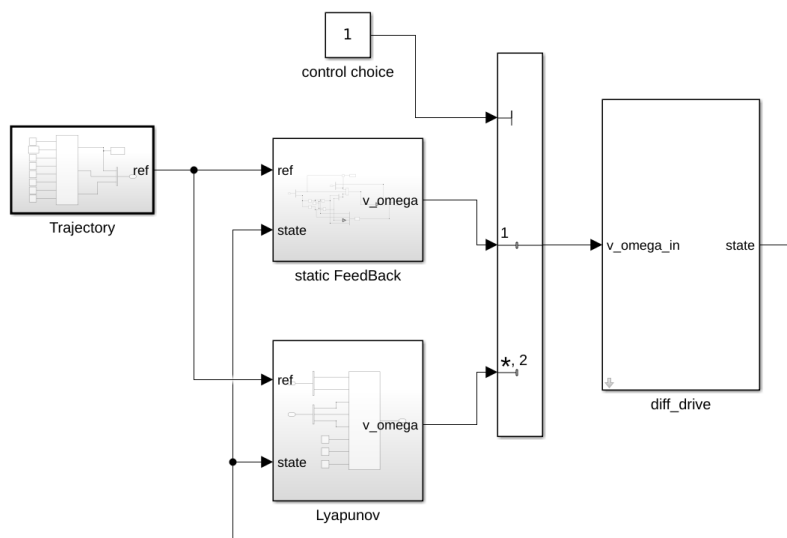 1
control choice
ref
Trajectory
ref
state
v_omega
static FeedBack
1
*, 2
v_omega_in
state
diff_drive
ref
state
v_omega
Lyapunov